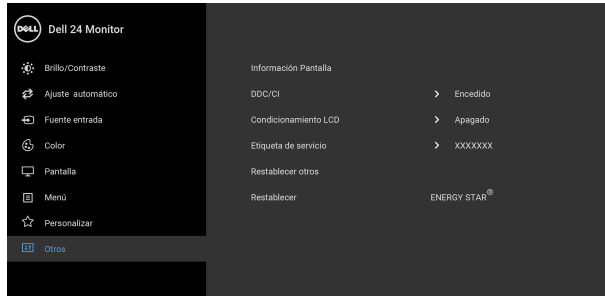 DELL Dell 24 Monitor
Brillo/Contraste
Información Pantalla
Ajuste automático
DDC/CI > Encedido
Fuente entrada
Condicionamiento LCD > Apagado
Color
Etiqueta de servicio > XXXXXXX
Pantalla
Restablecer otros
Menú
Restablecer ENERGY STAR®
Personalizar
Otros